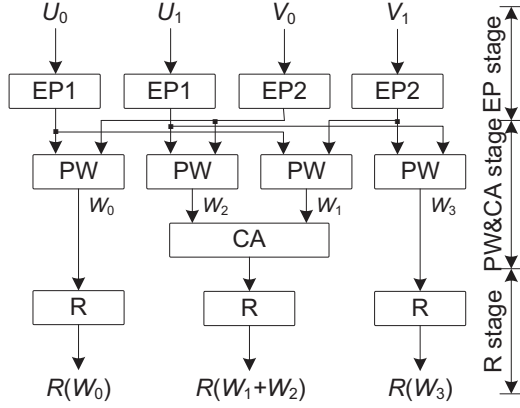 U₀ U₁ V₀ V₁
EP1 EP1 EP2 EP2
EP stage
PW PW PW PW
W₀ W₂ W₁ W₃
CA
PW&CA stage
R R R
R stage
R(W₀) R(W₁+W₂) R(W₃)